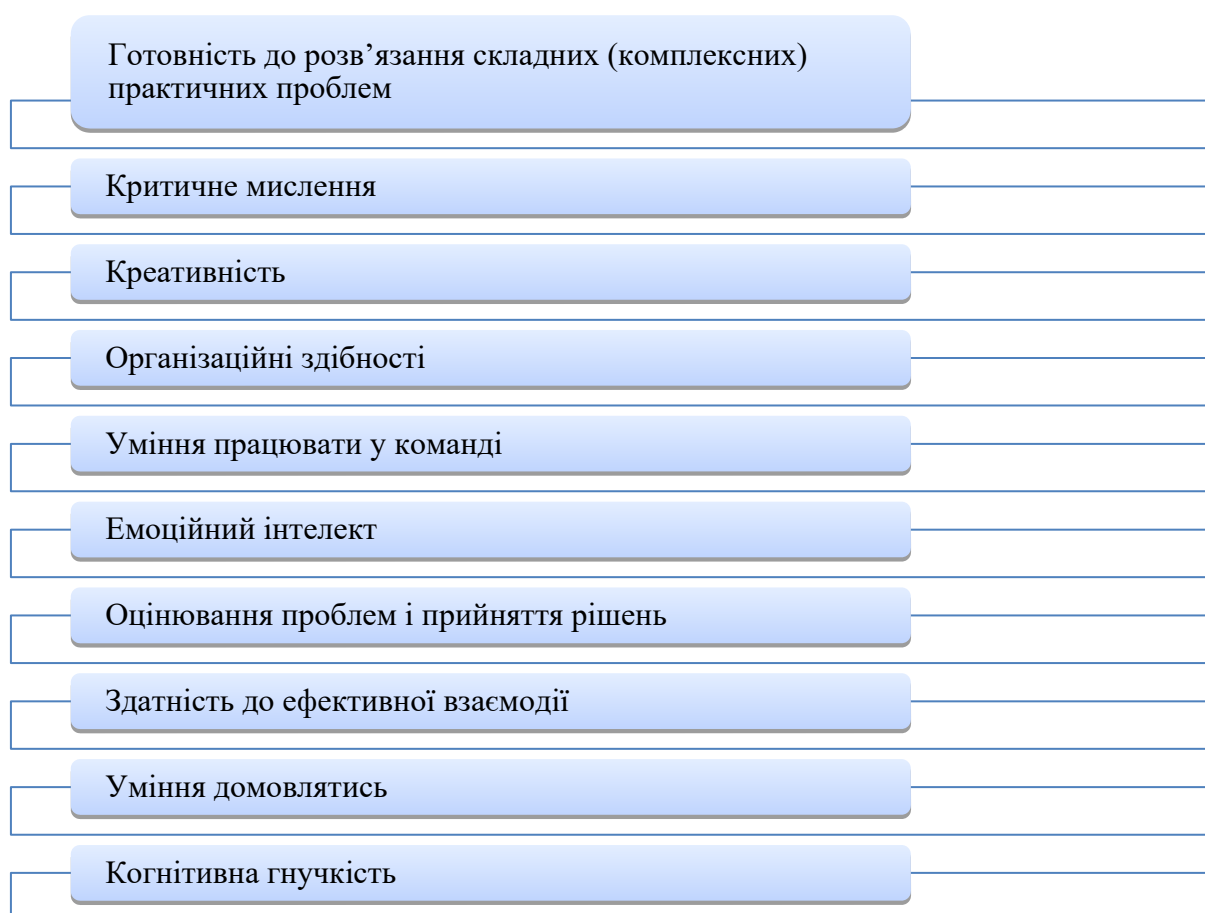 Готовність до розв’язання складних (комплексних)
практичних проблем
Критичне мислення
Креативність
Організаційні здібності
Уміння працювати у команді
Емоційний інтелект
Оцінювання проблем і прийняття рішень
Здатність до ефективної взаємодії
Уміння домовлятись
Когнітивна гнучкість